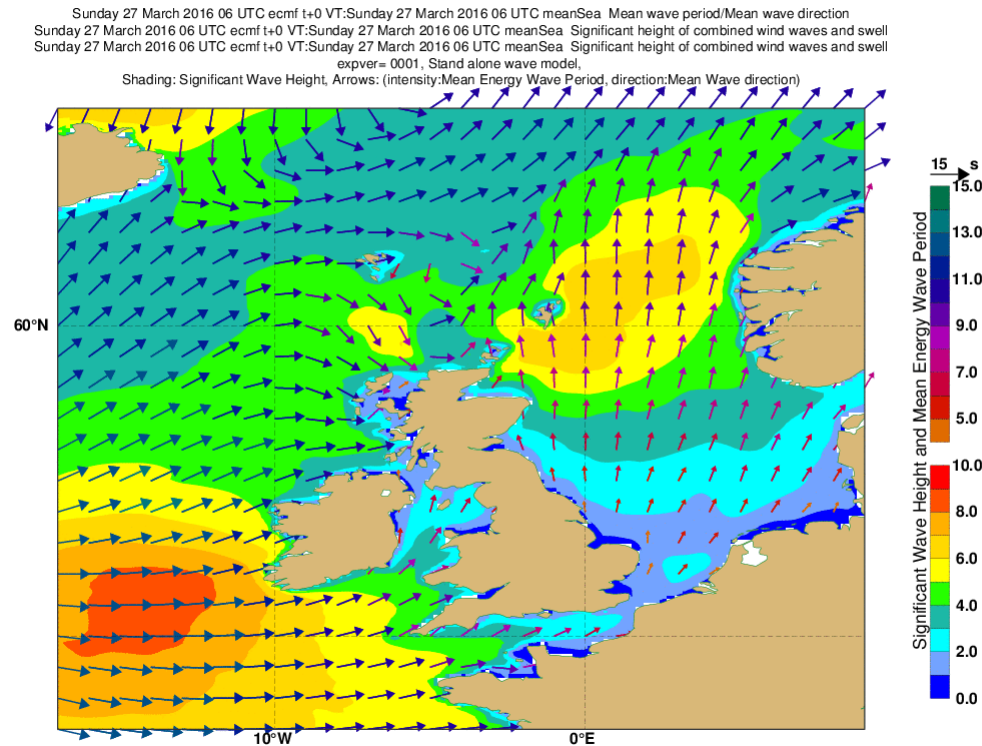 Sunday 27 March 2016 06 UTC ecmf t+0 VT:Sunday 27 March 2016 06 UTC meanSea Mean wave period/Mean wave direction
Sunday 27 March 2016 06 UTC ecmf t+0 VT:Sunday 27 March 2016 06 UTC meanSea Significant height of combined wind waves and swell
Sunday 27 March 2016 06 UTC ecmf t+0 VT:Sunday 27 March 2016 06 UTC meanSea Significant height of combined wind waves and swell
expver= 0001, Stand alone wave model,
Shading: Significant Wave Height, Arrows: (intensity:Mean Energy Wave Period, direction:Mean Wave direction)
60°N
10°W
0°E
15 s
15.0
13.0
11.0
9.0
7.0
5.0
10.0
8.0
6.0
4.0
2.0
0.0
Significant Wave Height and Mean Energy Wave Period